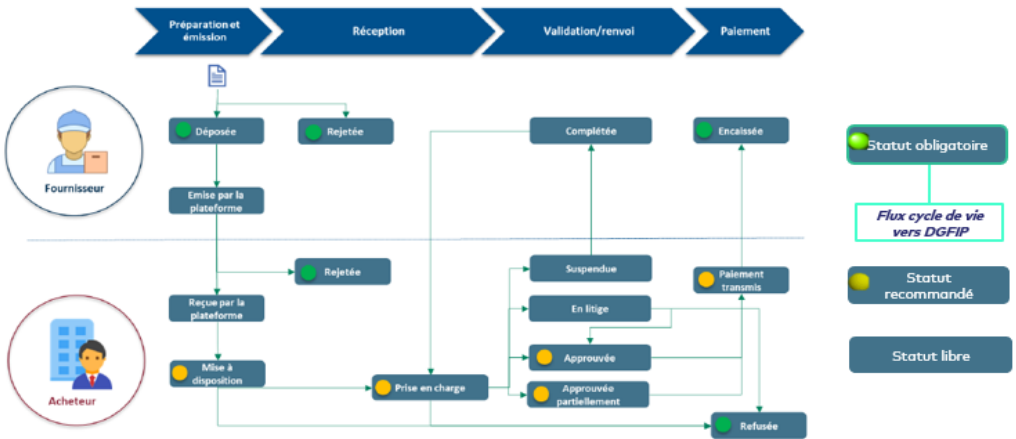 Préparation et
émission
Réception
Validation/renvoi
Paiement
Déposée
Rejetée
Complétée
Encaissée
Fournisseur
Emise par la
plateforme
Rejetée
Suspendue
Paiement
transmis
Reçue par la
plateforme
En litige
Approuvée
Mise à
disposition
Prise en charge
Approuvée
partiellement
Acheteur
Refusée
Statut obligatoire
Flux cycle de vie
vers DGFIP
Statut
recommandé
Statut libre